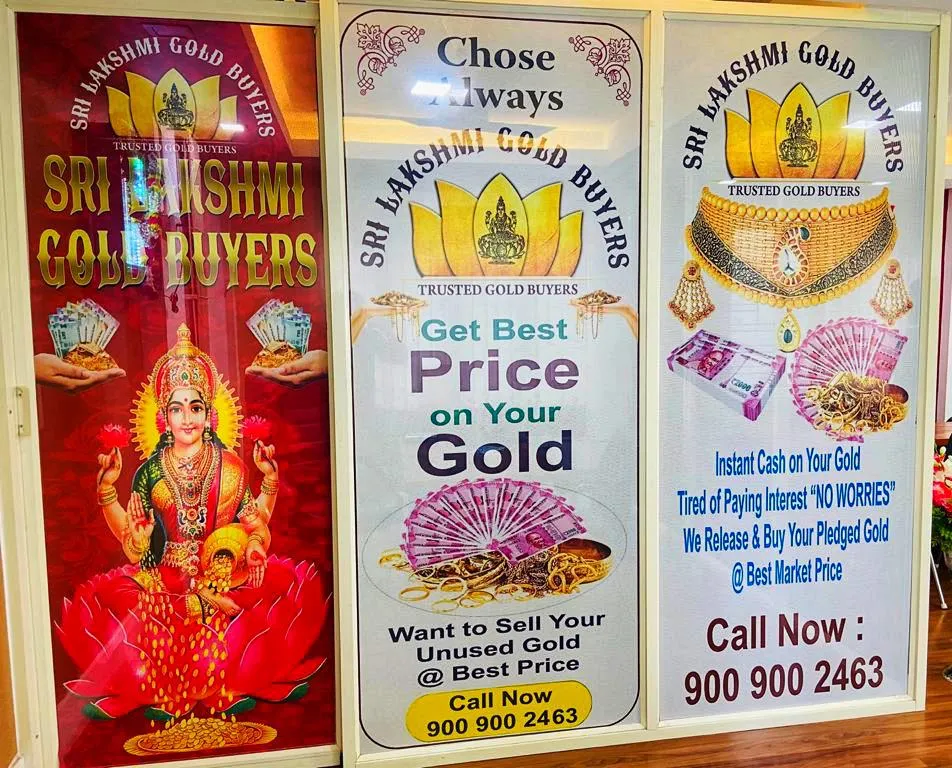 SRI LAKSHMI GOLD BUYERS
TRUSTED GOLD BUYERS
SRI LAKSHMI
GOLD BUYERS
Chose
Always
SRI LAKSHMI GOLD BUYERS
TRUSTED GOLD BUYERS
Get Best
Price
on Your
Gold
Want to Sell Your
Unused Gold
@ Best Price
Call Now
900 900 2463
SRI LAKSHMI GOLD BUYERS
TRUSTED GOLD BUYERS
Instant Cash on Your Gold
Tired of Paying Interest “NO WORRIES”
We Release & Buy Your Pledged Gold
@ Best Market Price
Call Now :
900 900 2463